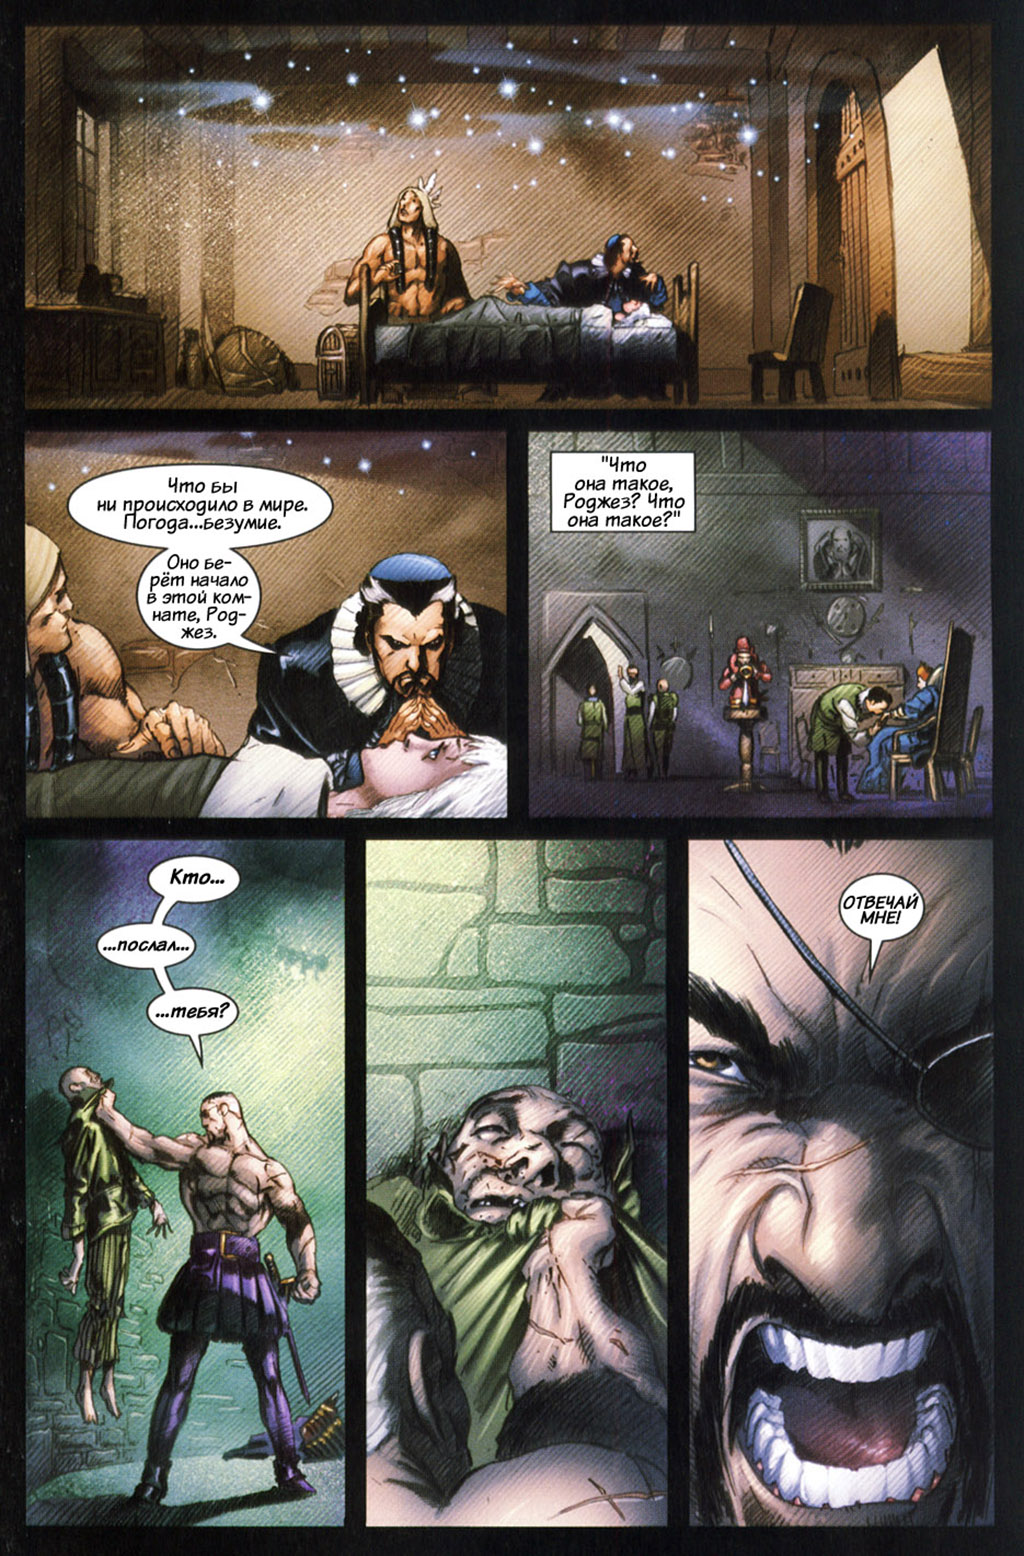 Что бы
ни происходило в мире.
Погода...безумие.
Оно бе-
рёт начало
в этой ком-
нате, Род-
жез.
"Что
она такое,
Роджез? Что
она такое?"
Кто...
...послал...
...тебя?
ОТВЕЧАЙ
МНЕ!